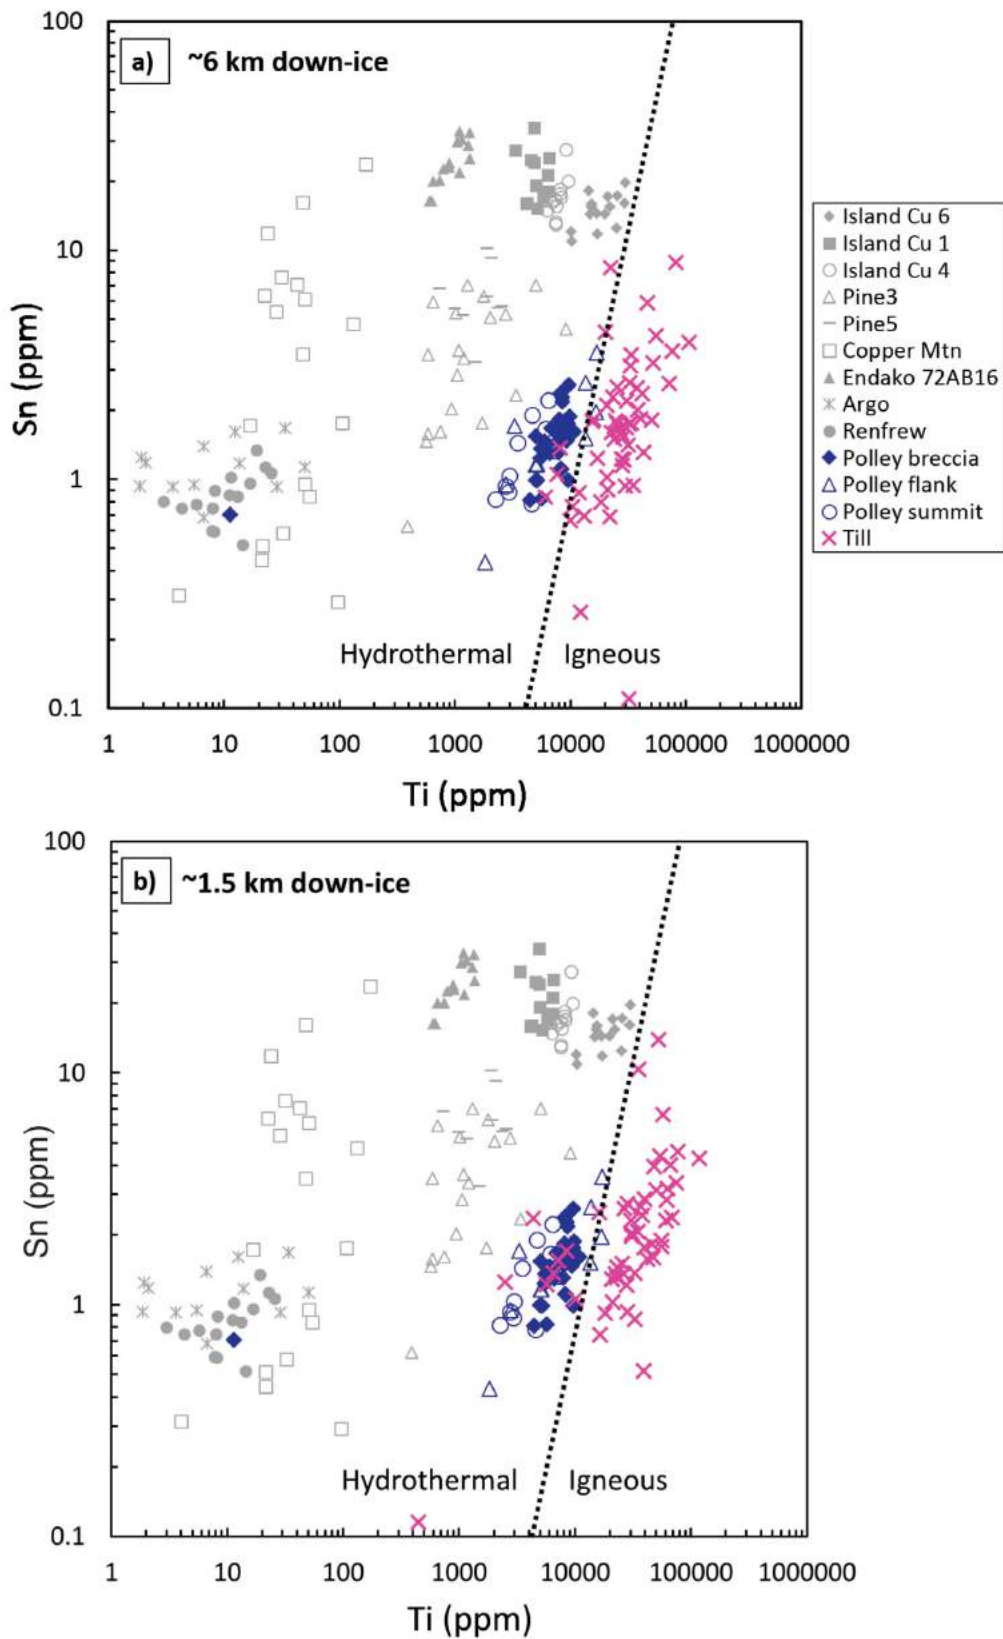 a) ~6 km down-ice
100
10
1
0.1
Sn (ppm)
Hydrothermal Igneous
1 10 100 1000 10000 100000 1000000
Ti (ppm)
Island Cu 6
Island Cu 1
Island Cu 4
Pine3
Pine5
Copper Mtn
Endako 72AB16
Argo
Renfrew
Polley breccia
Polley flank
Polley summit
Till
b) ~1.5 km down-ice
100
10
1
0.1
Sn (ppm)
Hydrothermal Igneous
1 10 100 1000 10000 100000 1000000
Ti (ppm)